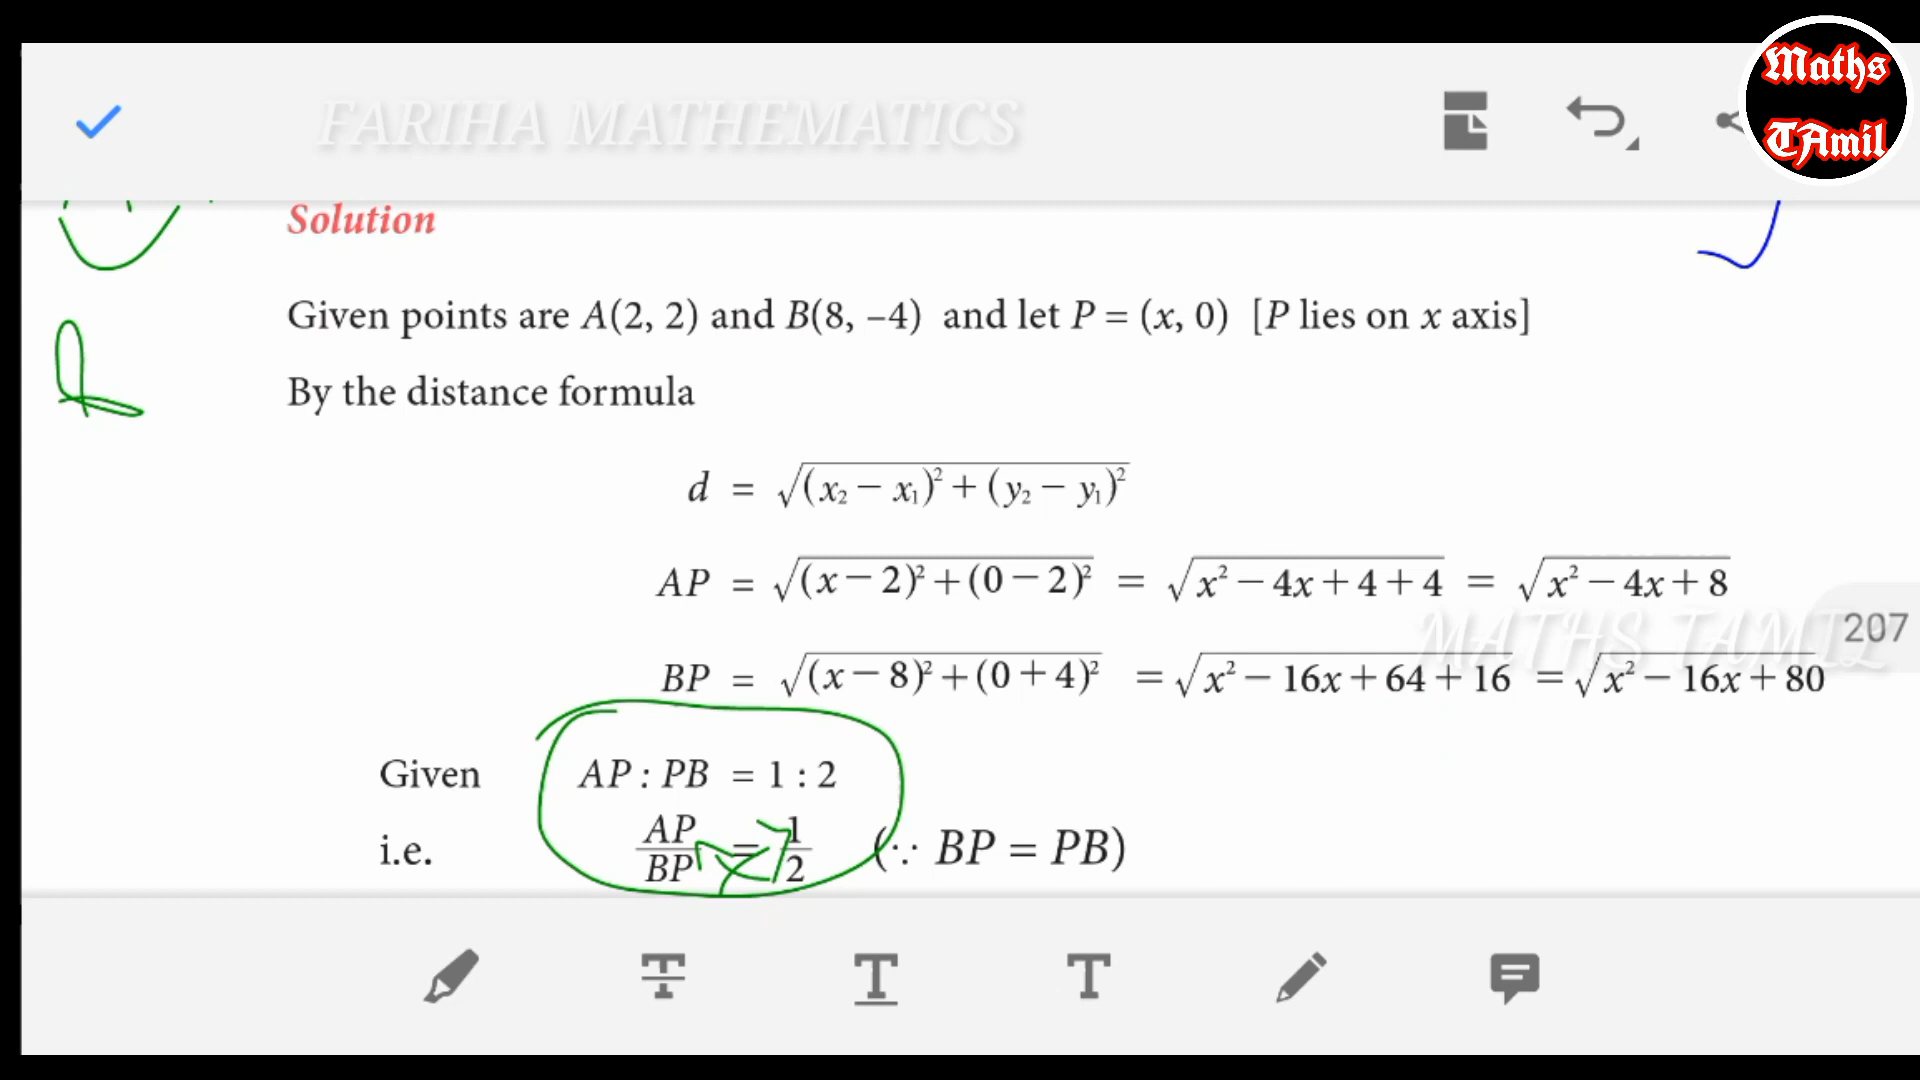 FARIHA MATHEMATICS
Maths
TAmil
Solution
Given points are A(2, 2) and B(8, –4) and let P = (x, 0) [P lies on x axis]
By the distance formula
d = √((x₂ − x₁)² + (y₂ − y₁)²)
AP = √((x − 2)² + (0 − 2)²) = √(x² − 4x + 4 + 4) = √(x² − 4x + 8)
MATHS TAMIL
207
BP = √((x − 8)² + (0 + 4)²) = √(x² − 16x + 64 + 16) = √(x² − 16x + 80)
Given AP : PB = 1 : 2
i.e. AP/BP = 1/2 (∵ BP = PB)